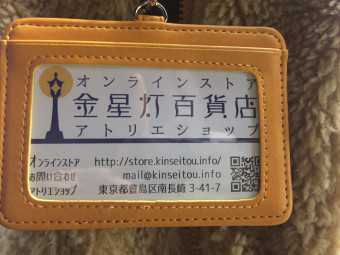 オンラインストア
金星灯百貨店
アトリエショップ
オンラインストア http://store.kinseitou.info/
お問い合わせ mail@kinseitou.info
アトリエショップ 東京都豊島区南長崎 3-41-7